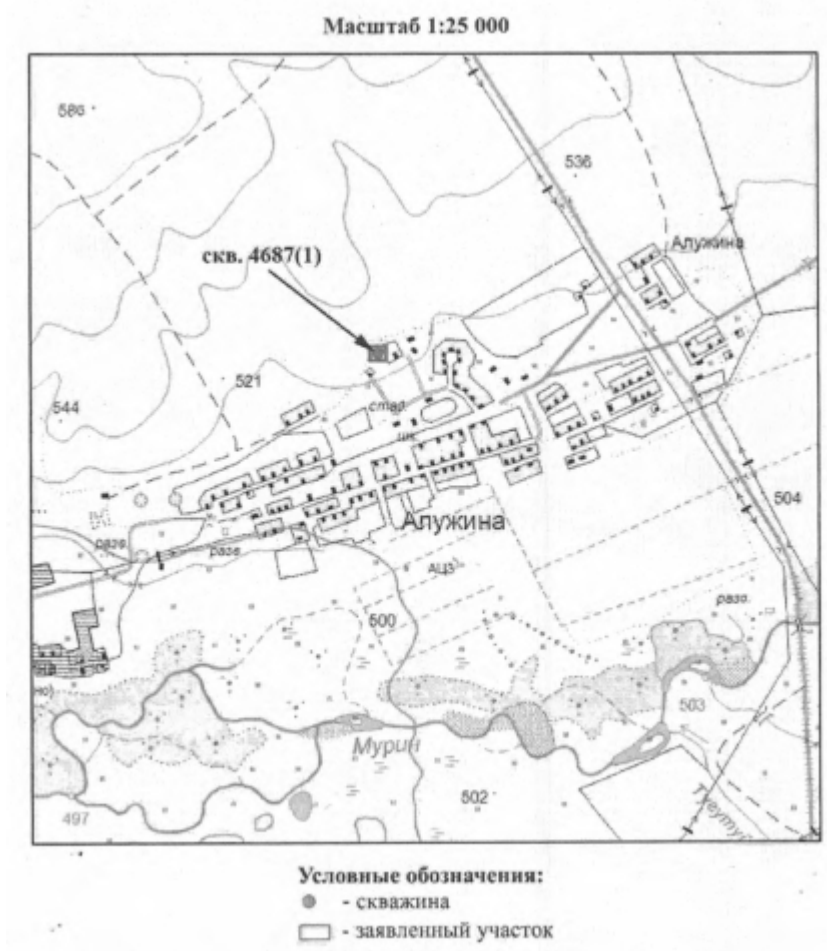 Масштаб 1:25 000
586
536
Алужина
скв. 4687(1)
521
544
стад.
шк.
504
Алужина
разв.
разв.
АЦЗ
разв.
500
503
Мурин
502
497
Условные обозначения:
- скважина
- заявленный участок